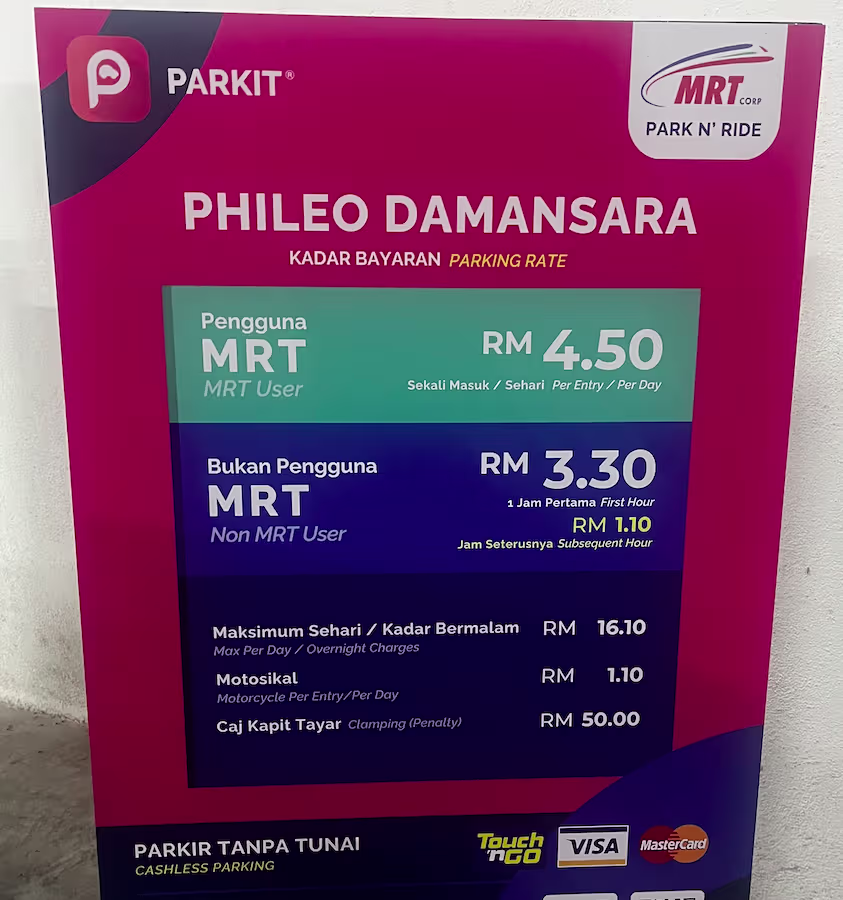 PARKIT®
MRT CORP
PARK N' RIDE
PHILEO DAMANSARA
KADAR BAYARAN PARKING RATE
Pengguna
MRT
MRT User
RM 4.50
Sekali Masuk / Sehari Per Entry / Per Day
Bukan Pengguna
MRT
Non MRT User
RM 3.30
1 Jam Pertama First Hour
RM 1.10
Jam Seterusnya Subsequent Hour
Maksimum Sehari / Kadar Bermalam RM 16.10
Max Per Day / Overnight Charges
Motosikal RM 1.10
Motorcycle Per Entry/Per Day
Caj Kapit Tayar Clamping (Penalty) RM 50.00
PARKIR TANPA TUNAI
CASHLESS PARKING
Touch 'nGO
VISA
MasterCard